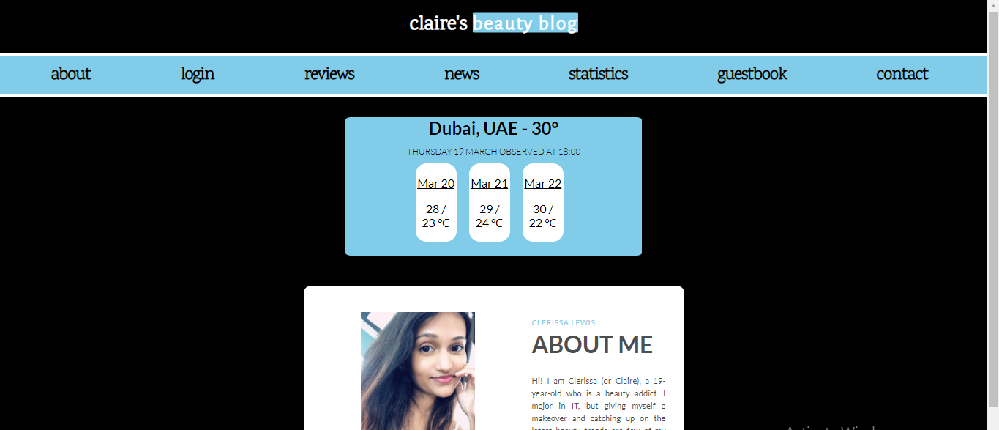 claire's beauty blog
about login reviews news statistics guestbook contact
Dubai, UAE - 30°
THURSDAY 19 MARCH OBSERVED AT 18:00
Mar 20 Mar 21 Mar 22
28 / 29 / 30 /
23 °C 24 °C 22 °C
CLERISSA LEWIS
ABOUT ME
Hi! I am Clerissa (or Claire), a 19-
year-old who is a beauty addict. I
major in IT, but giving myself a
makeover and catching up on the
latest beauty trends are few of my